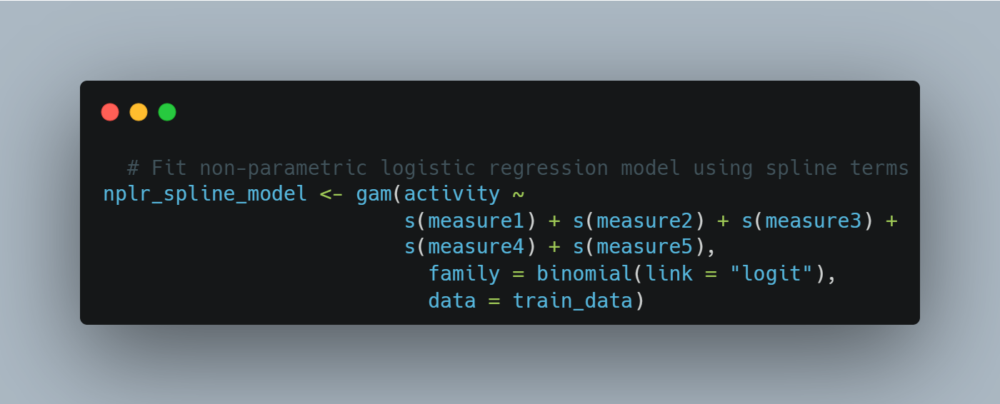 # Fit non-parametric logistic regression model using spline terms
nplr_spline_model <- gam(activity ~
s(measure1) + s(measure2) + s(measure3) +
s(measure4) + s(measure5),
family = binomial(link = "logit"),
data = train_data)